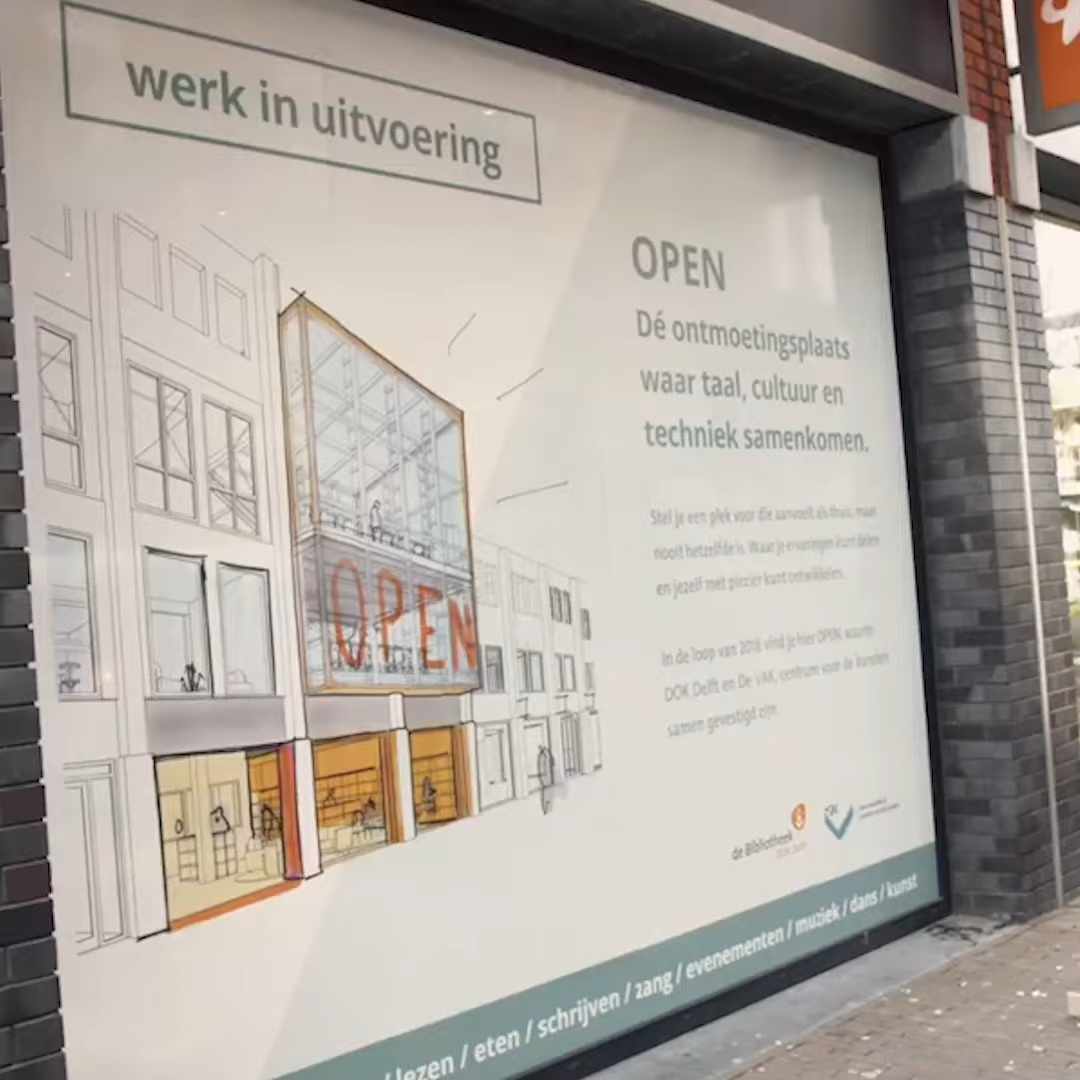 werk in uitvoering
OPEN
Dé ontmoetingsplaats
waar taal, cultuur en
techniek samenkomen.
Stel je een plek voor die aanvoelt als thuis, maar
nooit hetzelfde is. Waar je ervaringen kunt delen
en jezelf met plezier kunt ontwikkelen.
In de loop van 2018 vind je hier OPEN, waarin
DOK Delft en De VAK, centrum voor de kunsten
samen gevestigd zijn.
OPEN
de Bibliotheek
/ lezen / eten / schrijven / zang / evenementen / muziek / dans / kunst